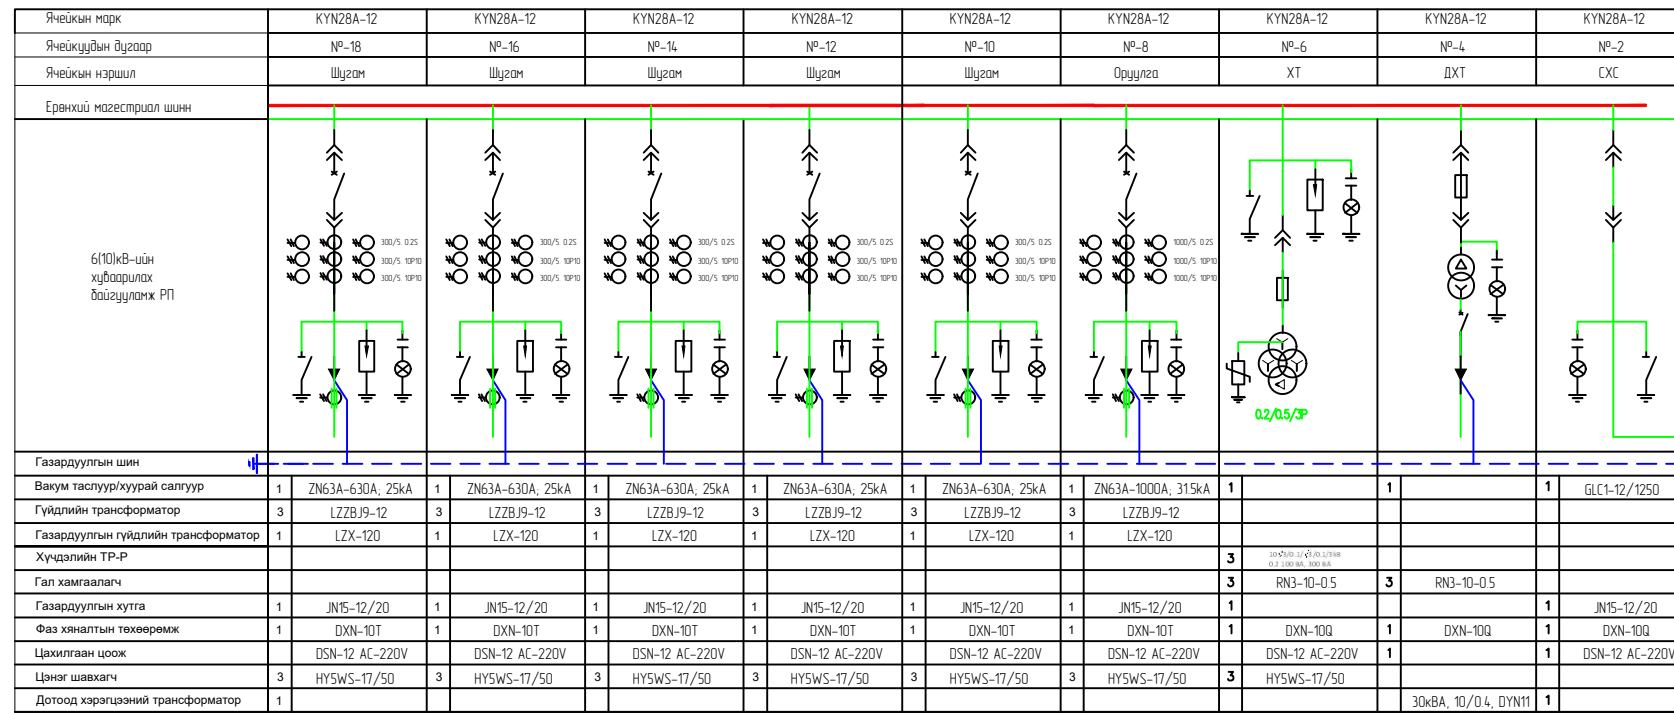 Ячейкын марк KYN28A-12 KYN28A-12 KYN28A-12 KYN28A-12 KYN28A-12 KYN28A-12 KYN28A-12 KYN28A-12 KYN28A-12
Ячейкуудын дугаар Nº-18 Nº-16 Nº-14 Nº-12 Nº-10 Nº-8 Nº-6 Nº-4 Nº-2
Ячейкын нэршил Шугам Шугам Шугам Шугам Шугам Оруулга ХТ ДХТ СХС
Ерөнхий магестриал шинн
300/5 0.2S 300/5 0.2S 300/5 0.2S 300/5 0.2S 300/5 0.2S 1000/5 0.2S
300/5 10P10 300/5 10P10 300/5 10P10 300/5 10P10 300/5 10P10 1000/5 10P10
300/5 10P10 300/5 10P10 300/5 10P10 300/5 10P10 300/5 10P10 1000/5 10P10
6(10)кВ-ийн
хуваарилах
байгууламж РП
0.2/0.5/3P
Газардуулгын шин
Вакум таслуур/хуурай салгуур 1 ZN63A-630A; 25kA 1 ZN63A-630A; 25kA 1 ZN63A-630A; 25kA 1 ZN63A-630A; 25kA 1 ZN63A-630A; 25kA 1 ZN63A-1000A; 31.5kA 1 1 1 GLC1-12/1250
Гүйдлийн трансформатор 3 LZZBJ9-12 3 LZZBJ9-12 3 LZZBJ9-12 3 LZZBJ9-12 3 LZZBJ9-12 3 LZZBJ9-12
Газардуулгын гүйдлийн трансформатор 1 LZX-120 1 LZX-120 1 LZX-120 1 LZX-120 1 LZX-120 1 LZX-120
Хүчдэлийн ТР-Р 3
Гал хамгаалагч 3 RN3-10-0.5 3 RN3-10-0.5
Газардуулгын хутга 1 JN15-12/20 1 JN15-12/20 1 JN15-12/20 1 JN15-12/20 1 JN15-12/20 1 JN15-12/20 1 1 JN15-12/20
Фаз хяналтын төхөөрөмж 1 DXN-10T 1 DXN-10T 1 DXN-10T 1 DXN-10T 1 DXN-10T 1 DXN-10T 1 DXN-10Q 1 DXN-10Q 1 DXN-10Q
Цахилгаан цоож DSN-12 AC-220V DSN-12 AC-220V DSN-12 AC-220V DSN-12 AC-220V DSN-12 AC-220V DSN-12 AC-220V DSN-12 AC-220V 1 1 DSN-12 AC-220V
Цэнэг шавхагч 3 HY5WS-17/50 3 HY5WS-17/50 3 HY5WS-17/50 3 HY5WS-17/50 3 HY5WS-17/50 3 HY5WS-17/50 3 HY5WS-17/50
Дотоод хэрэгцээний трансформатор 1 30кВА, 10/0.4, DYN11 1